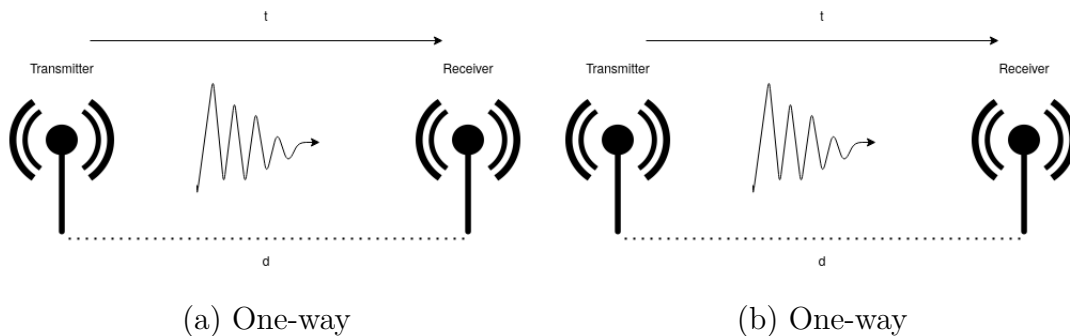 t
Transmitter
Receiver
d
(a) One-way
t
Transmitter
Receiver
d
(b) One-way